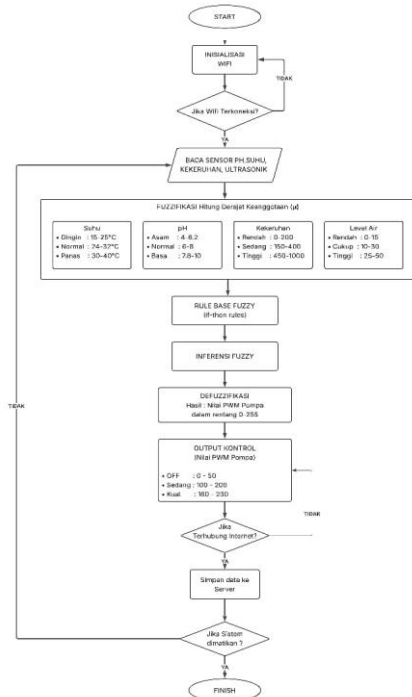 START
INISIALISASI
WIFI
TIDAK
Jika Wifi Terkoneksi?
YA
BACA SENSOR PH,SUHU,
KEKERUHAN, ULTRASONIK
FUZZIFIKASI Hitung Derajat Keanggotaan (μ)
Suhu
• Dingin : 15-25°C
• Normal : 24-32°C
• Panas : 30-40°C
pH
• Asam : 4-6.2
• Normal : 6-8
• Basa : 7.8-10
Kekeruhan
• Rendah : 0-200
• Sedang : 150-400
• Tinggi : 450-1000
Level Air
• Rendah : 0-15
• Cukup : 10-30
• Tinggi : 25-50
RULE BASE FUZZY
(if-then rules)
INFERENSI FUZZY
DEFUZZIFIKASI
Hasil : Nilai PWM Pumpa
dalam rentang 0-255
TIDAK
OUTPUT KONTROL
(Nilai PWM Pompa)
• OFF : 0 - 50
• Sedang : 100 - 200
• Kuat : 180 - 230
TIDAK
Jika
Terhubung Internet?
YA
Simpan data ke
Server
Jika Sistem
dimatikan ?
YA
FINISH